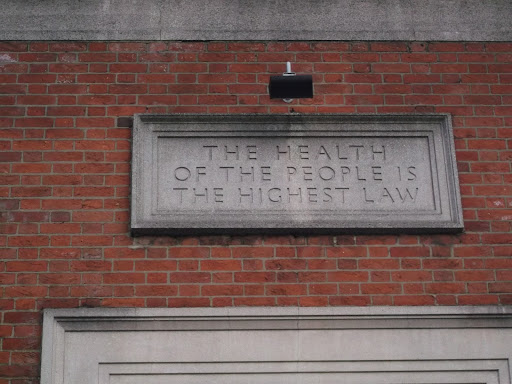 THE HEALTH
OF THE PEOPLE IS
THE HIGHEST LAW